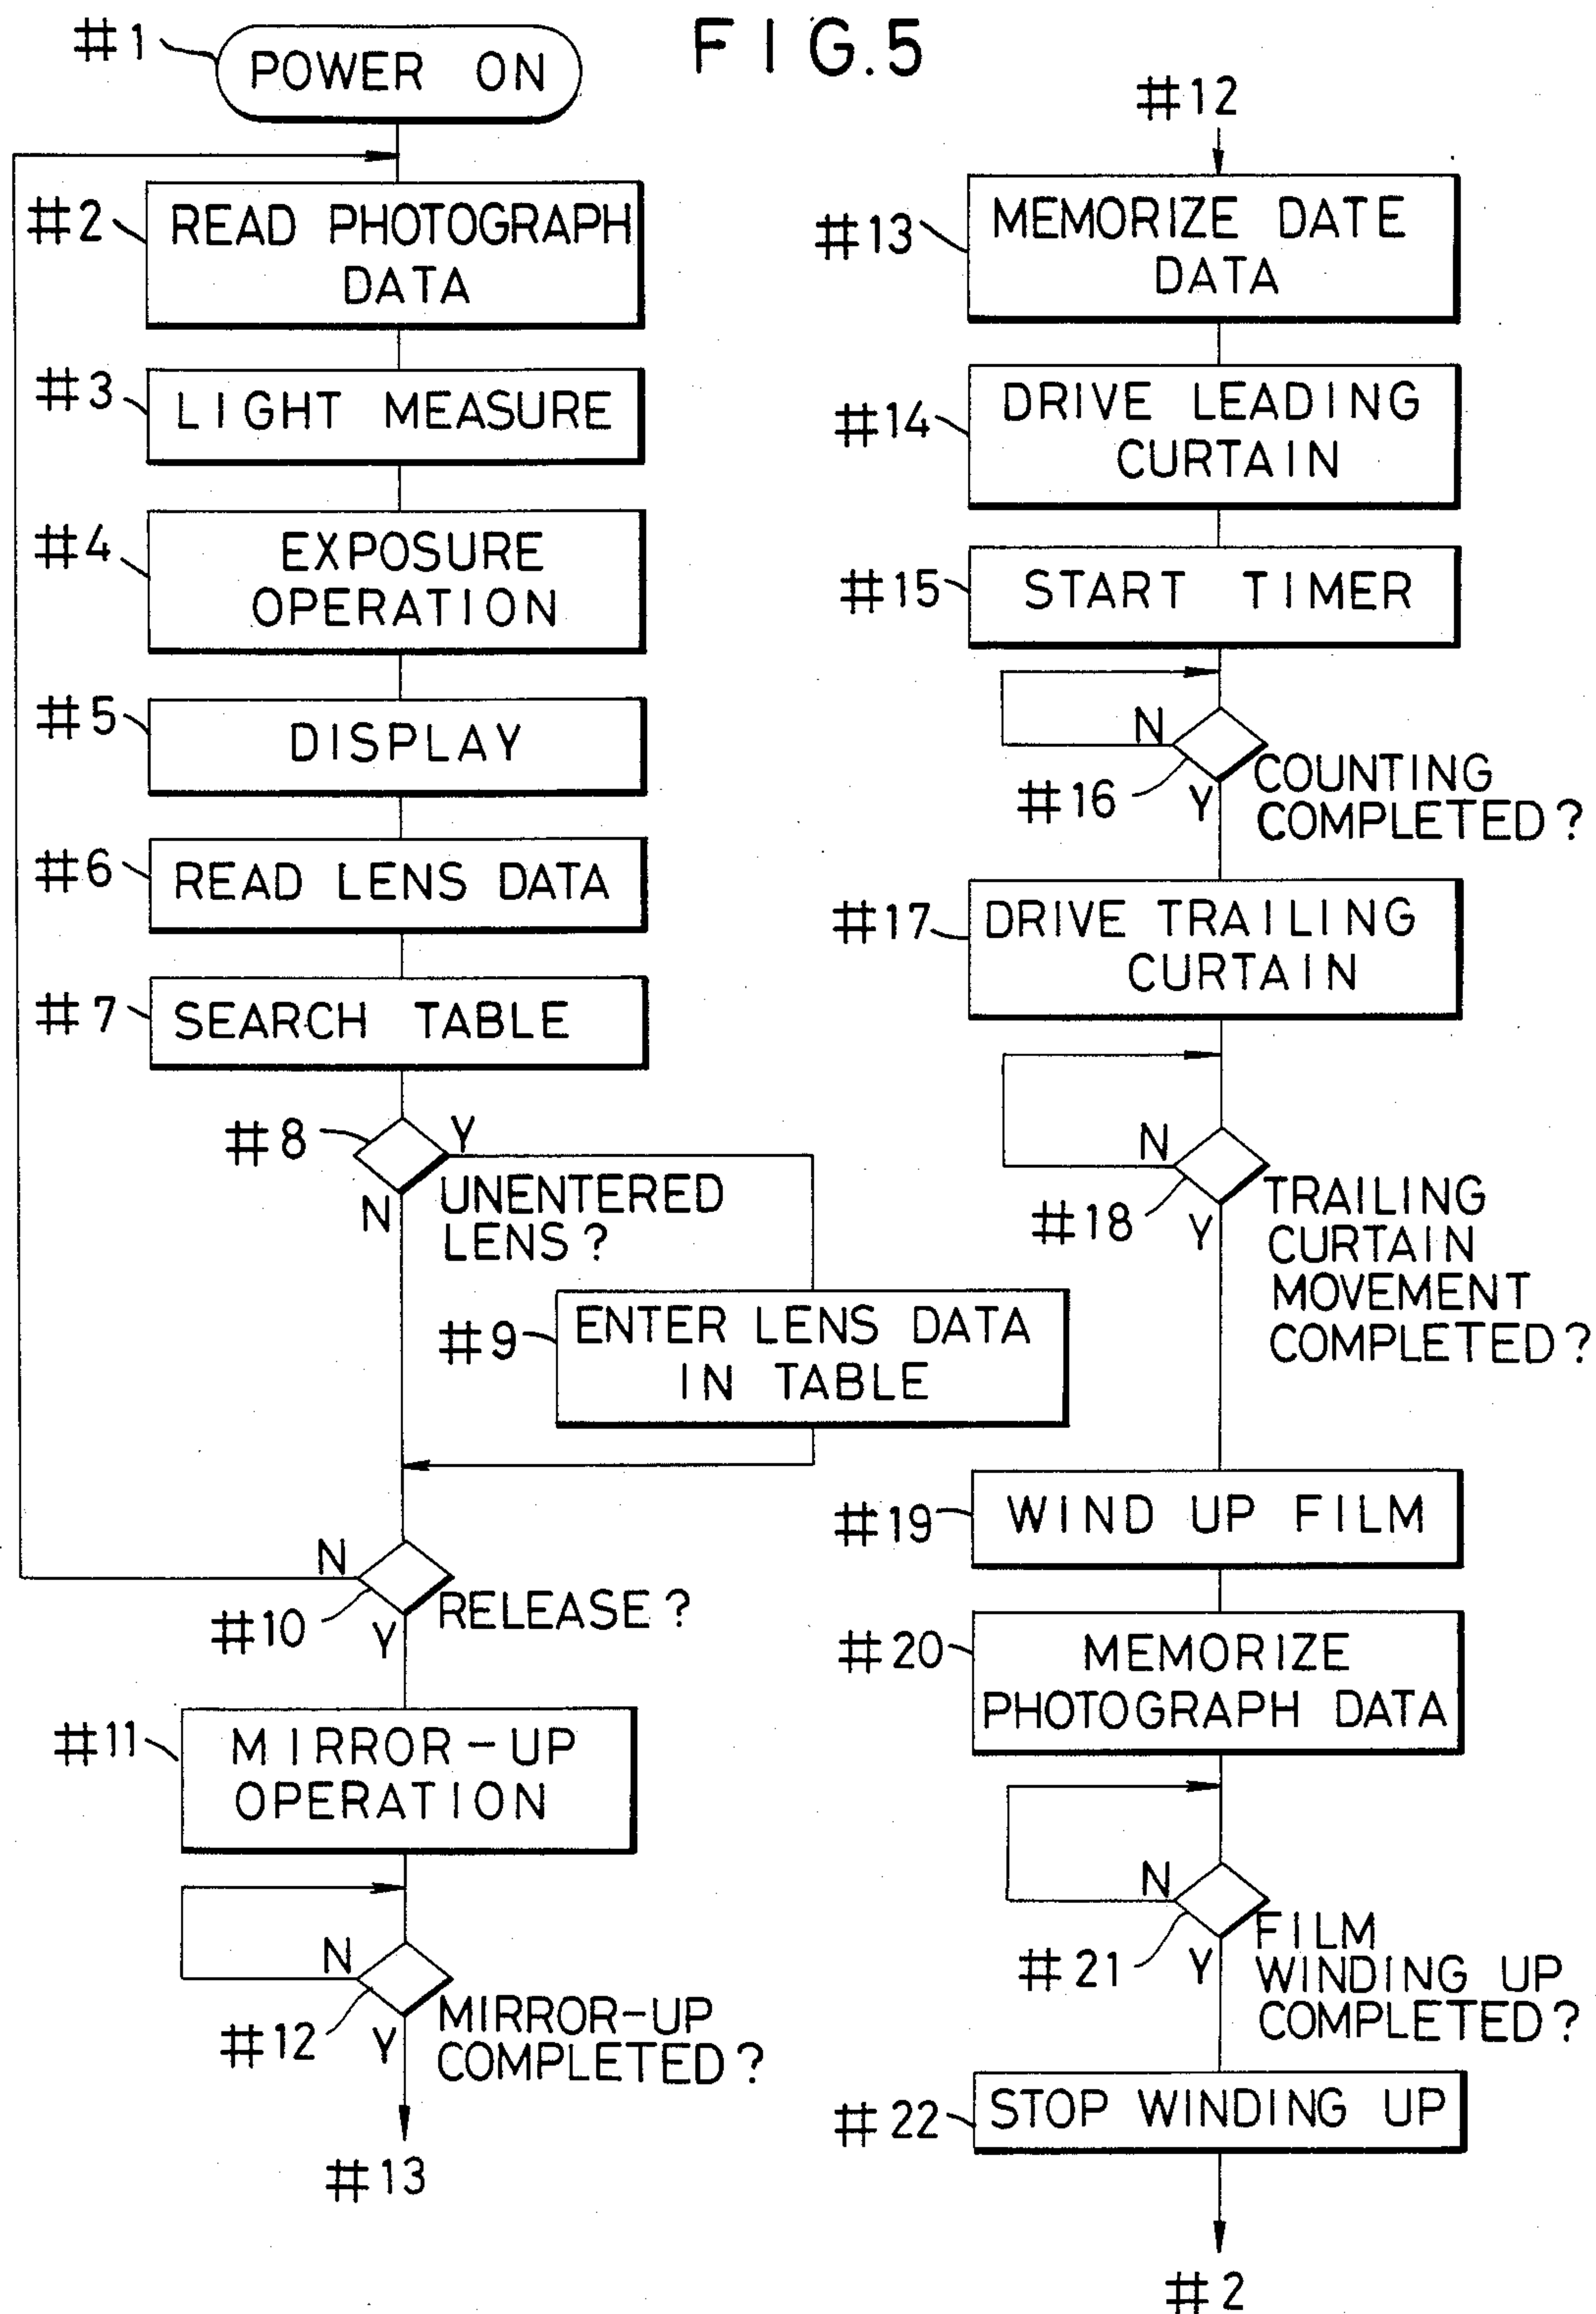 FIG.5
#1
POWER ON
#2
READ PHOTOGRAPH
DATA
#3
LIGHT MEASURE
#4
EXPOSURE
OPERATION
#5
DISPLAY
#6
READ LENS DATA
#7
SEARCH TABLE
#8
Y
N
UNENTERED
LENS?
#9
ENTER LENS DATA
IN TABLE
N
#10
RELEASE?
Y
#11
MIRROR-UP
OPERATION
N
#12
MIRROR-UP
COMPLETED?
Y
#13
#12
#13
MEMORIZE DATE
DATA
#14
DRIVE LEADING
CURTAIN
#15
START TIMER
N
#16
Y
COUNTING
COMPLETED?
#17
DRIVE TRAILING
CURTAIN
N
#18
Y
TRAILING
CURTAIN
MOVEMENT
COMPLETED?
#19
WIND UP FILM
#20
MEMORIZE
PHOTOGRAPH DATA
N
#21
Y
FILM
WINDING UP
COMPLETED?
#22
STOP WINDING UP
#2